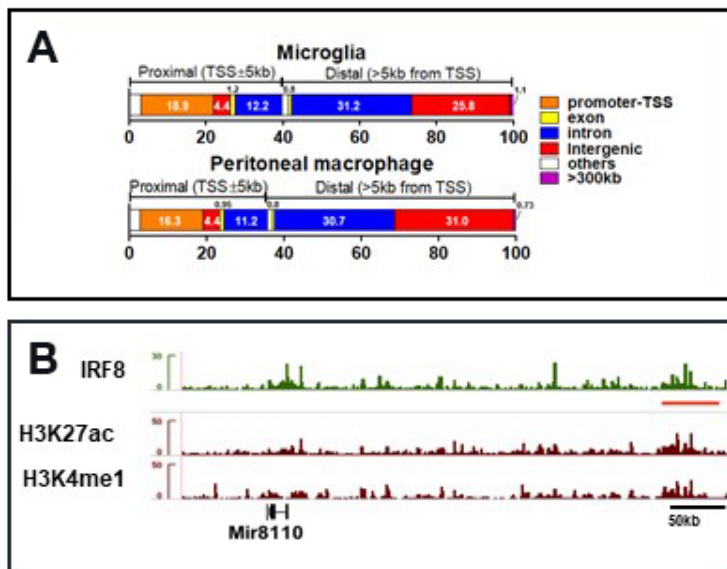 A
Microglia
Proximal (TSS±5kb) Distal (>5kb from TSS)
1.2 0.9 1.1
18.9 4.4 12.2 31.2 25.8
0 20 40 60 80 100
Peritoneal macrophage
Proximal (TSS±5kb) Distal (>5kb from TSS)
0.95 0.8 0.73
16.3 4.4 11.2 30.7 31.0
0 20 40 60 80 100
promoter-TSS
exon
intron
Intergenic
others
>300kb
B
IRF8
30
0
H3K27ac
50
0
H3K4me1
50
0
Mir8110
50kb